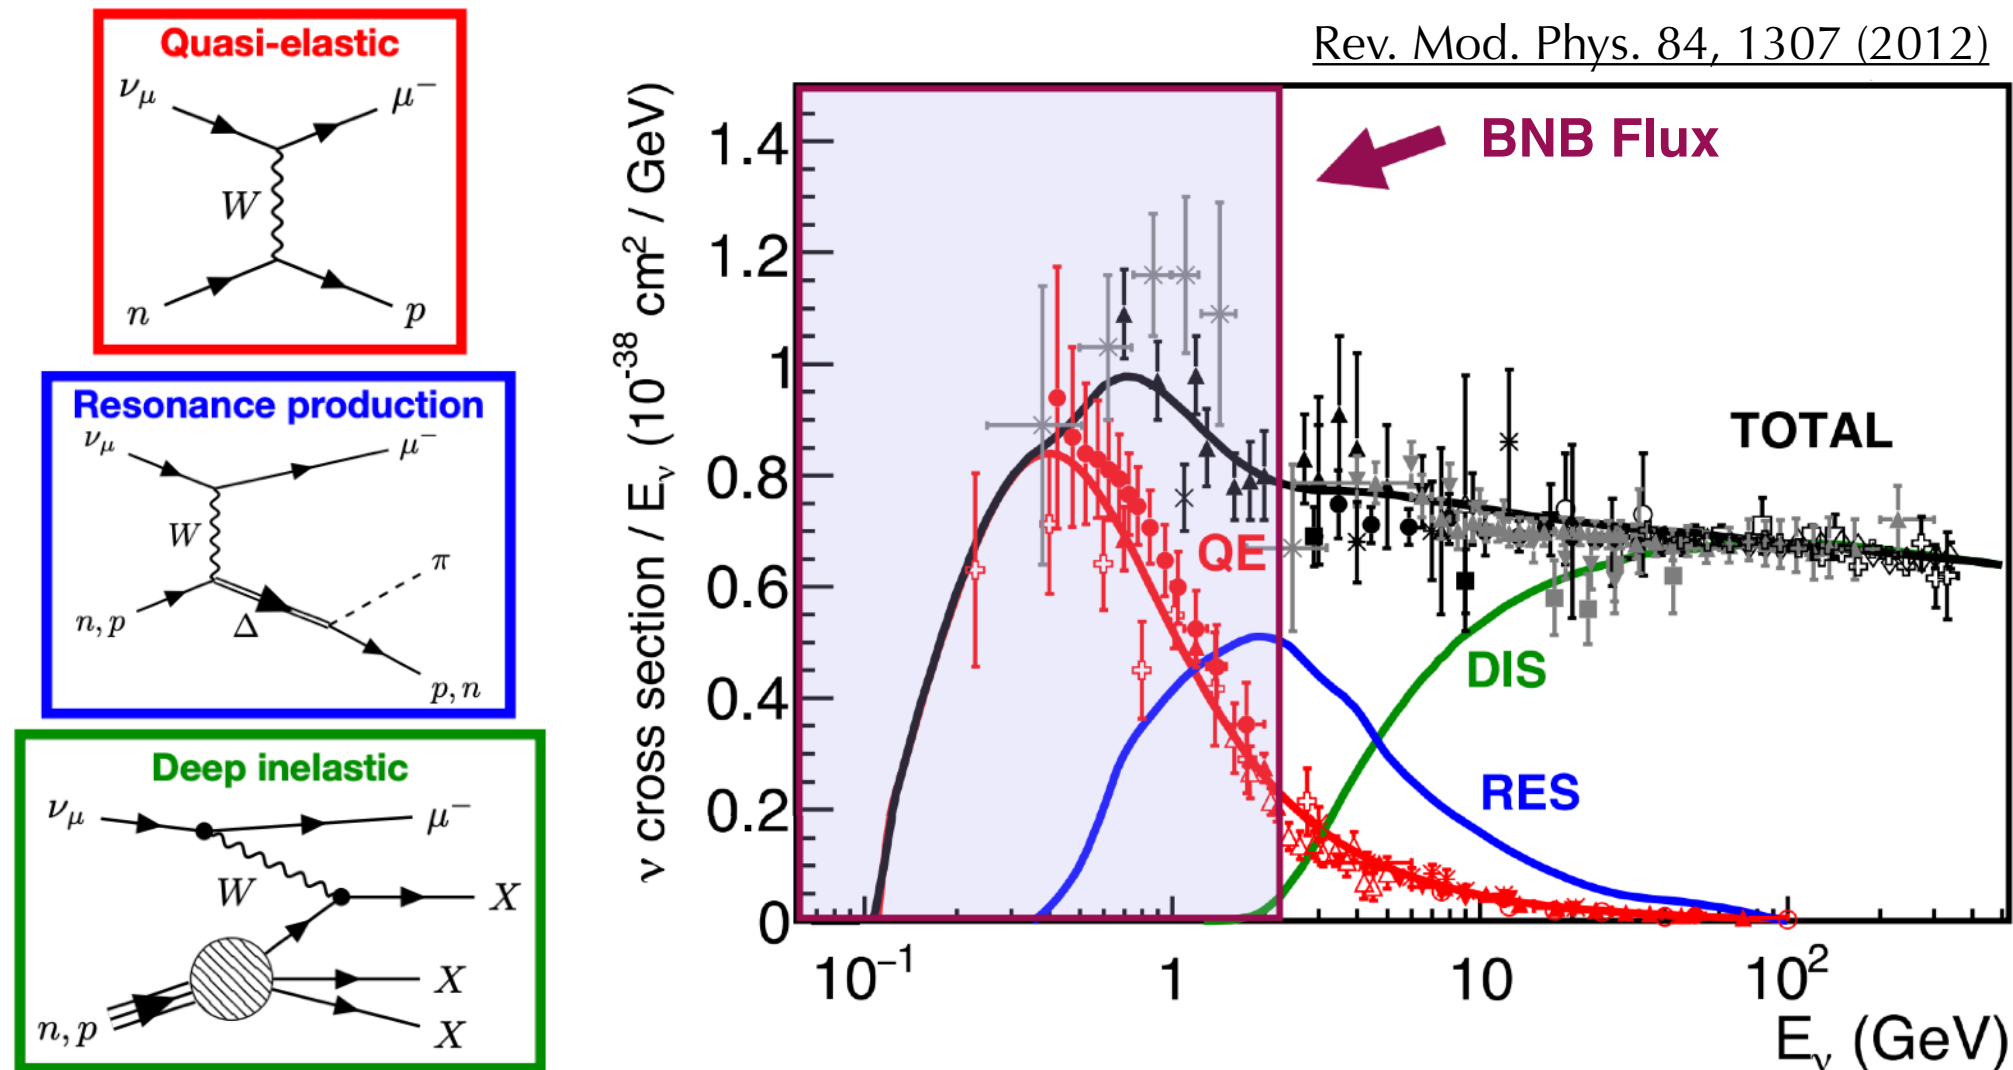 Quasi-elastic
ν_μ
μ⁻
W
n
p
Resonance production
ν_μ
μ⁻
W
π
n, p
Δ
p, n
Deep inelastic
ν_μ
μ⁻
W
X
X
n, p
X
Rev. Mod. Phys. 84, 1307 (2012)
ν cross section / E_ν (10⁻³⁸ cm² / GeV)
1.4
1.2
1
0.8
0.6
0.4
0.2
0
BNB Flux
TOTAL
QE
DIS
RES
10⁻¹
1
10
10²
E_ν (GeV)